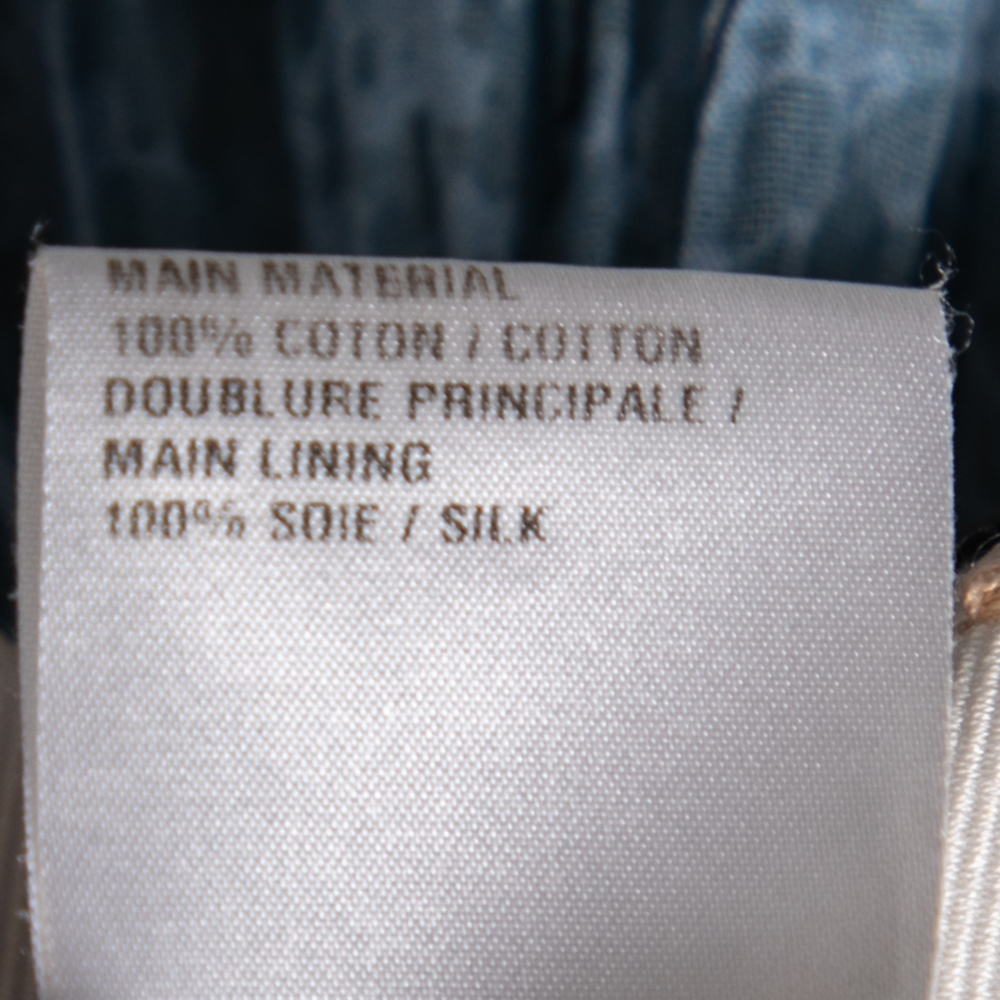 MAIN MATERIAL
100% COTON / COTTON
DOUBLURE PRINCIPALE /
MAIN LINING
100% SOIE / SILK